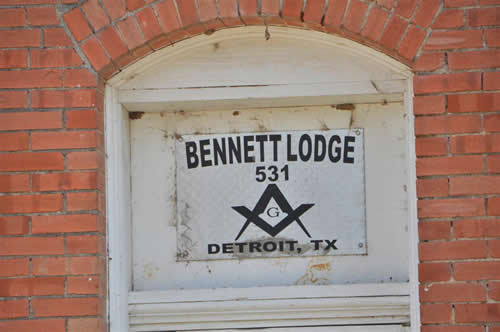 BENNETT LODGE
531
G
DETROIT, TX